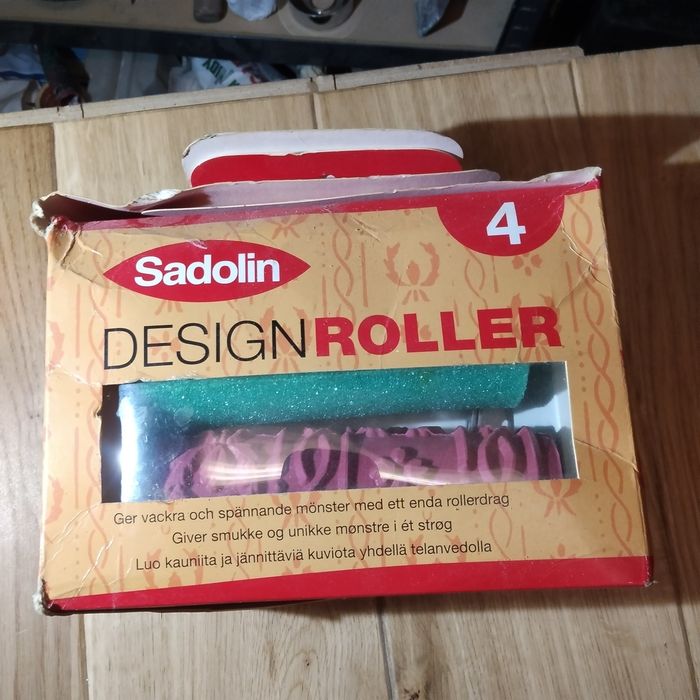 4
Sadolin
DESIGNROLLER
Ger vackra och spännande mönster med ett enda rollerdrag
Giver smukke og unikke mønstre i ét strøg
Luo kauniita ja jännittäviä kuviota yhdellä telanvedolla